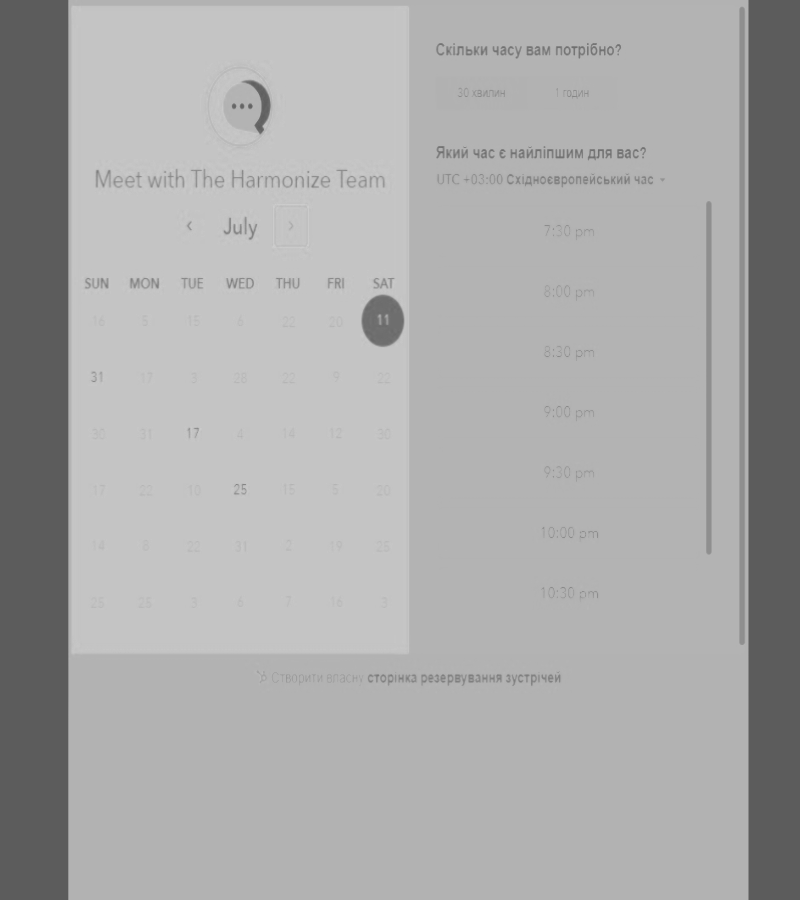 Meet with The Harmonize Team
July
SUN MON TUE WED THU FRI SAT
16 5 15 6 22 20 11
31 17 3 28 22 9 22
30 31 17 4 14 12 30
17 22 10 25 15 5 20
14 8 22 31 2 19 25
25 25 3 6 7 16 3
Скільки часу вам потрібно?
30 хвилин 1 годин
Який час є найліпшим для вас?
UTC +03:00 Східноєвропейський час
7:30 pm
8:00 pm
8:30 pm
9:00 pm
9:30 pm
10:00 pm
10:30 pm
Створити власну сторінка резервування зустрічей